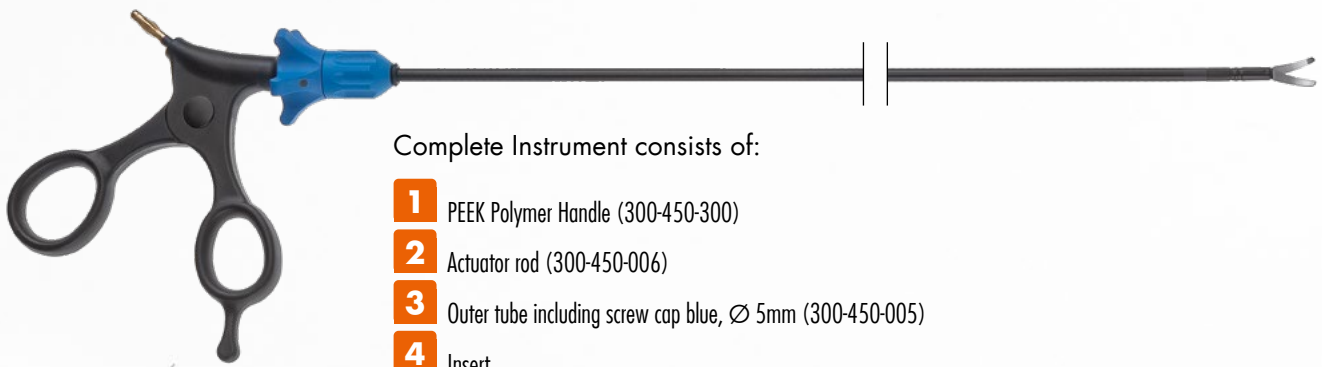 Complete Instrument consists of:
1 PEEK Polymer Handle (300-450-300)
2 Actuator rod (300-450-006)
3 Outer tube including screw cap blue, Ø 5mm (300-450-005)
4 Insert